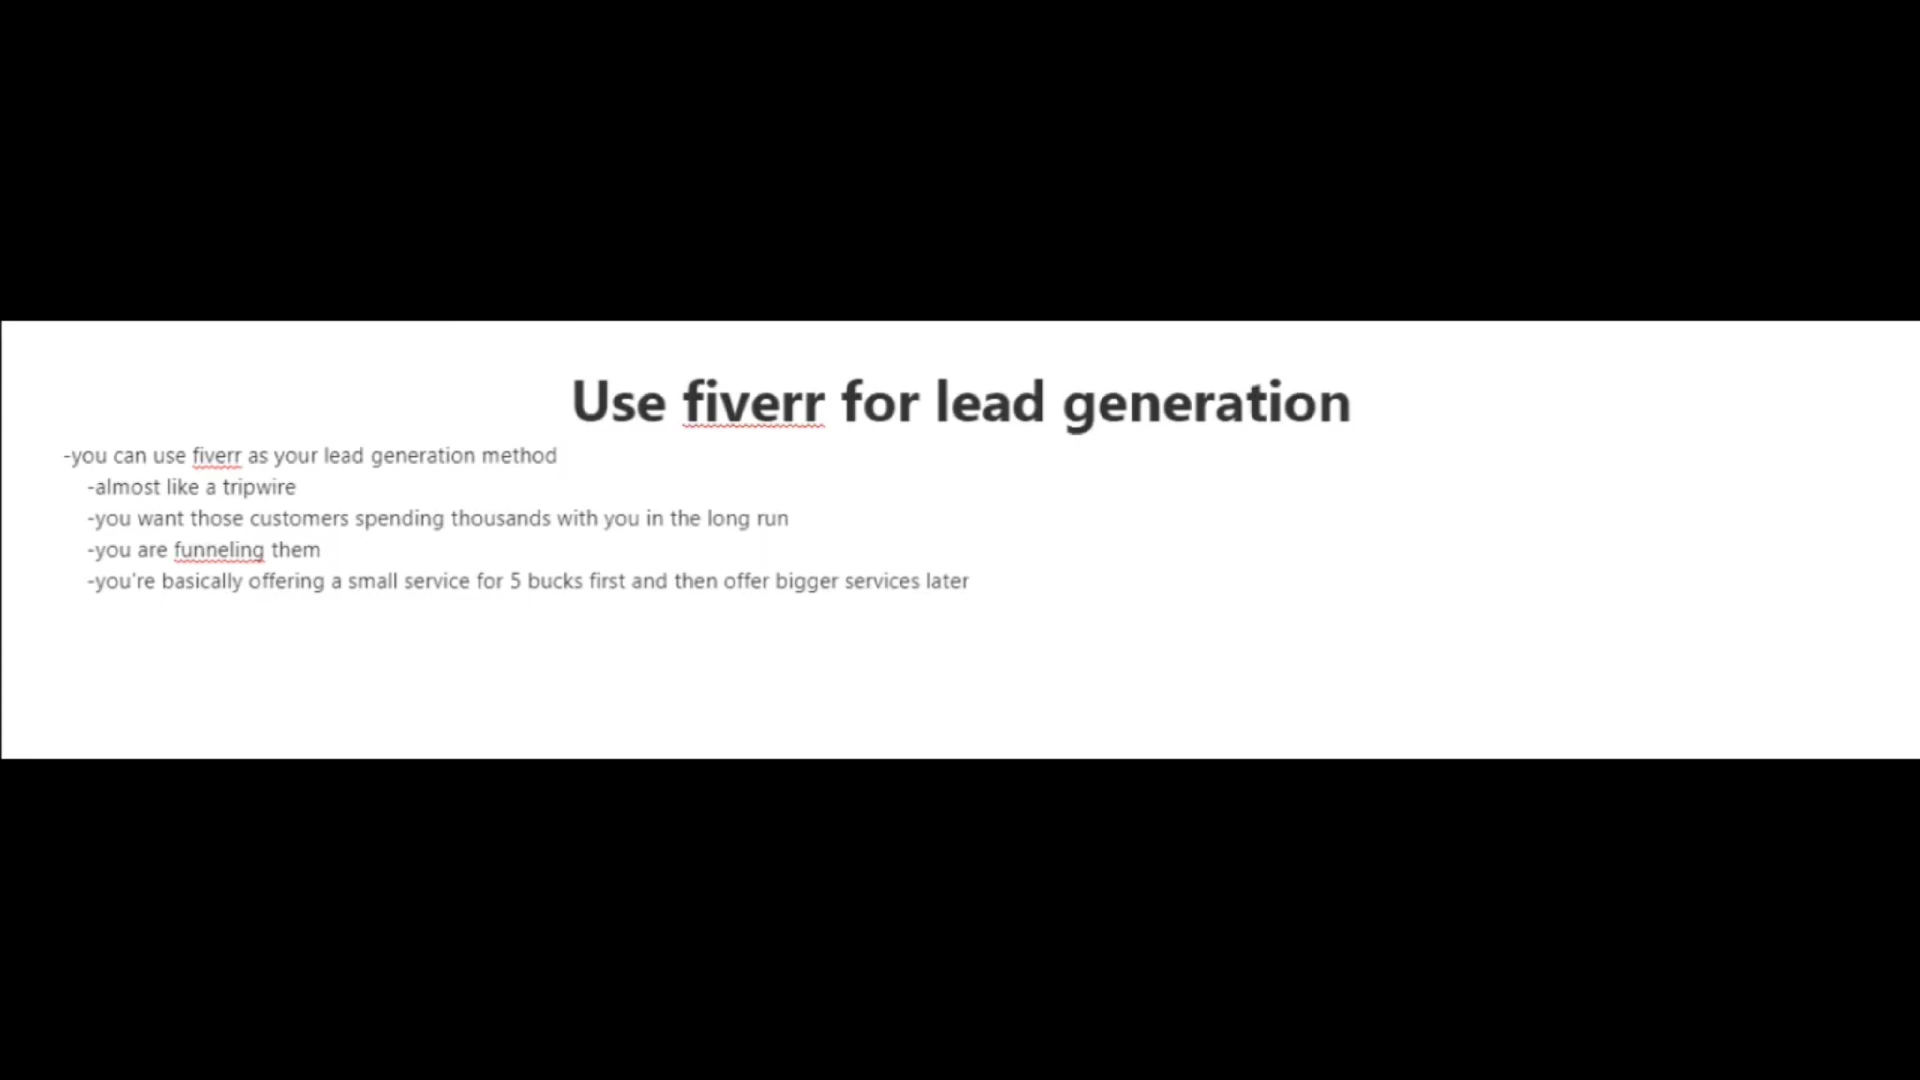 Use fiverr for lead generation
-you can use fiverr as your lead generation method
-almost like a tripwire
-you want those customers spending thousands with you in the long run
-you are funneling them
-you're basically offering a small service for 5 bucks first and then offer bigger services later